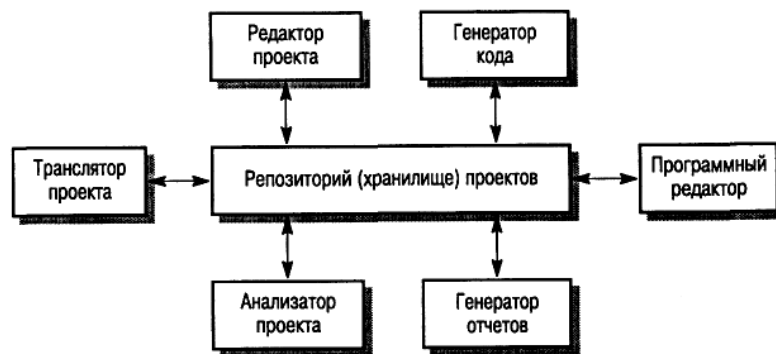 Редактор
проекта
Генератор
кода
Транслятор
проекта
Репозиторий (хранилище) проектов
Программный
редактор
Анализатор
проекта
Генератор
отчетов